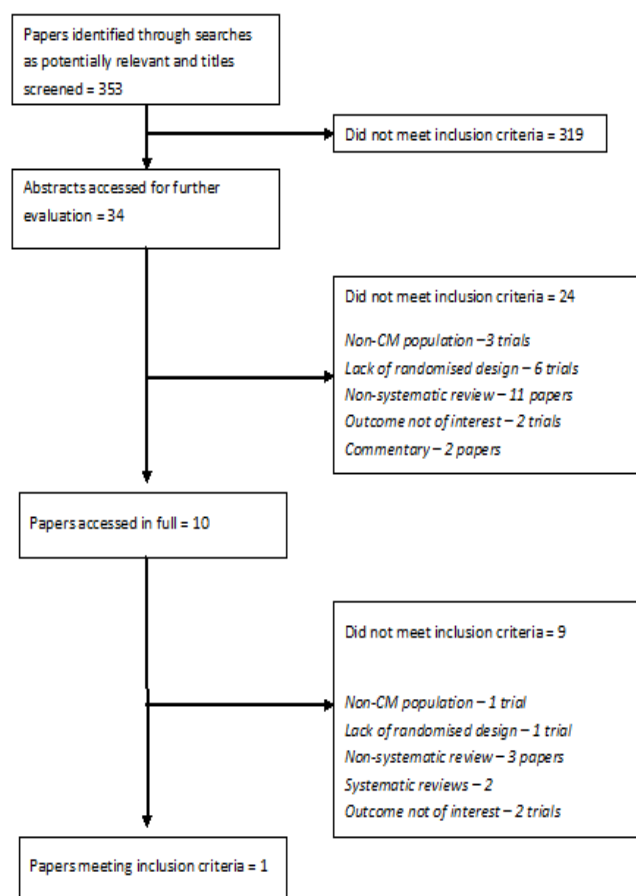 Papers identified through searches
as potentially relevant and titles
screened = 353
Did not meet inclusion criteria = 319
Abstracts accessed for further
evaluation = 34
Did not meet inclusion criteria = 24
Non-CM population –3 trials
Lack of randomised design – 6 trials
Non-systematic review – 11 papers
Outcome not of interest – 2 trials
Commentary – 2 papers
Papers accessed in full = 10
Did not meet inclusion criteria = 9
Non-CM population – 1 trial
Lack of randomised design – 1 trial
Non-systematic review – 3 papers
Systematic reviews – 2
Outcome not of interest – 2 trials
Papers meeting inclusion criteria = 1